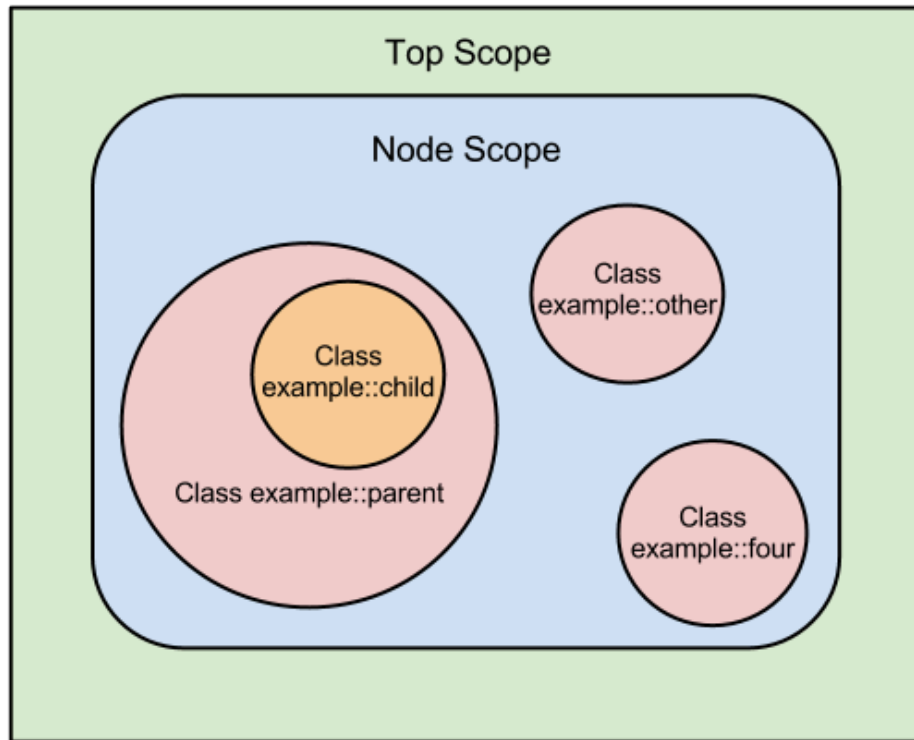 Top Scope
Node Scope
Class
example::other
Class
example::child
Class example::parent
Class
example::four